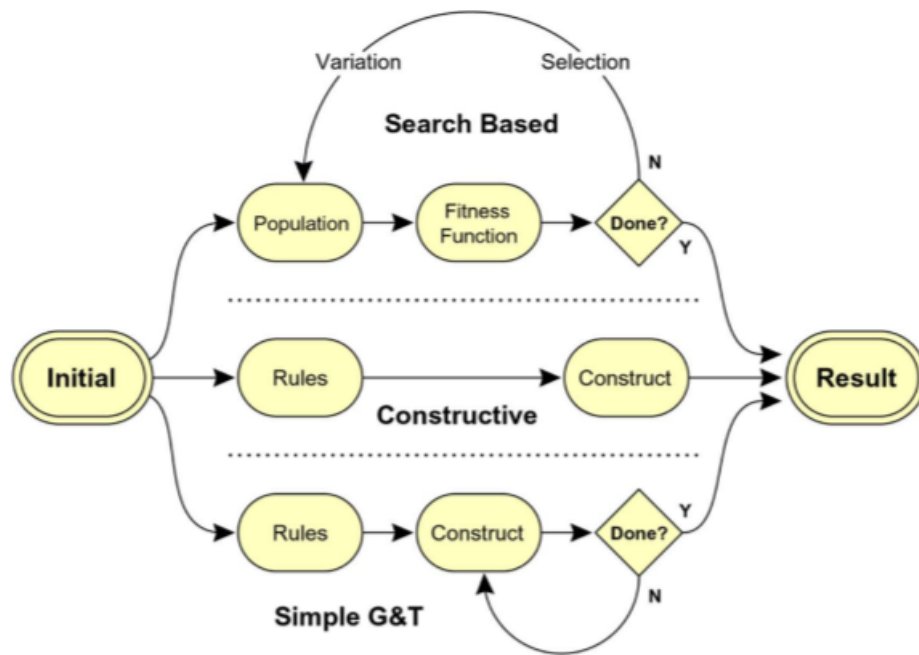 Variation
Selection
Search Based
N
Population
Fitness
Function
Done?
Y
Initial
Rules
Construct
Result
Constructive
Rules
Construct
Done?
Y
N
Simple G&T